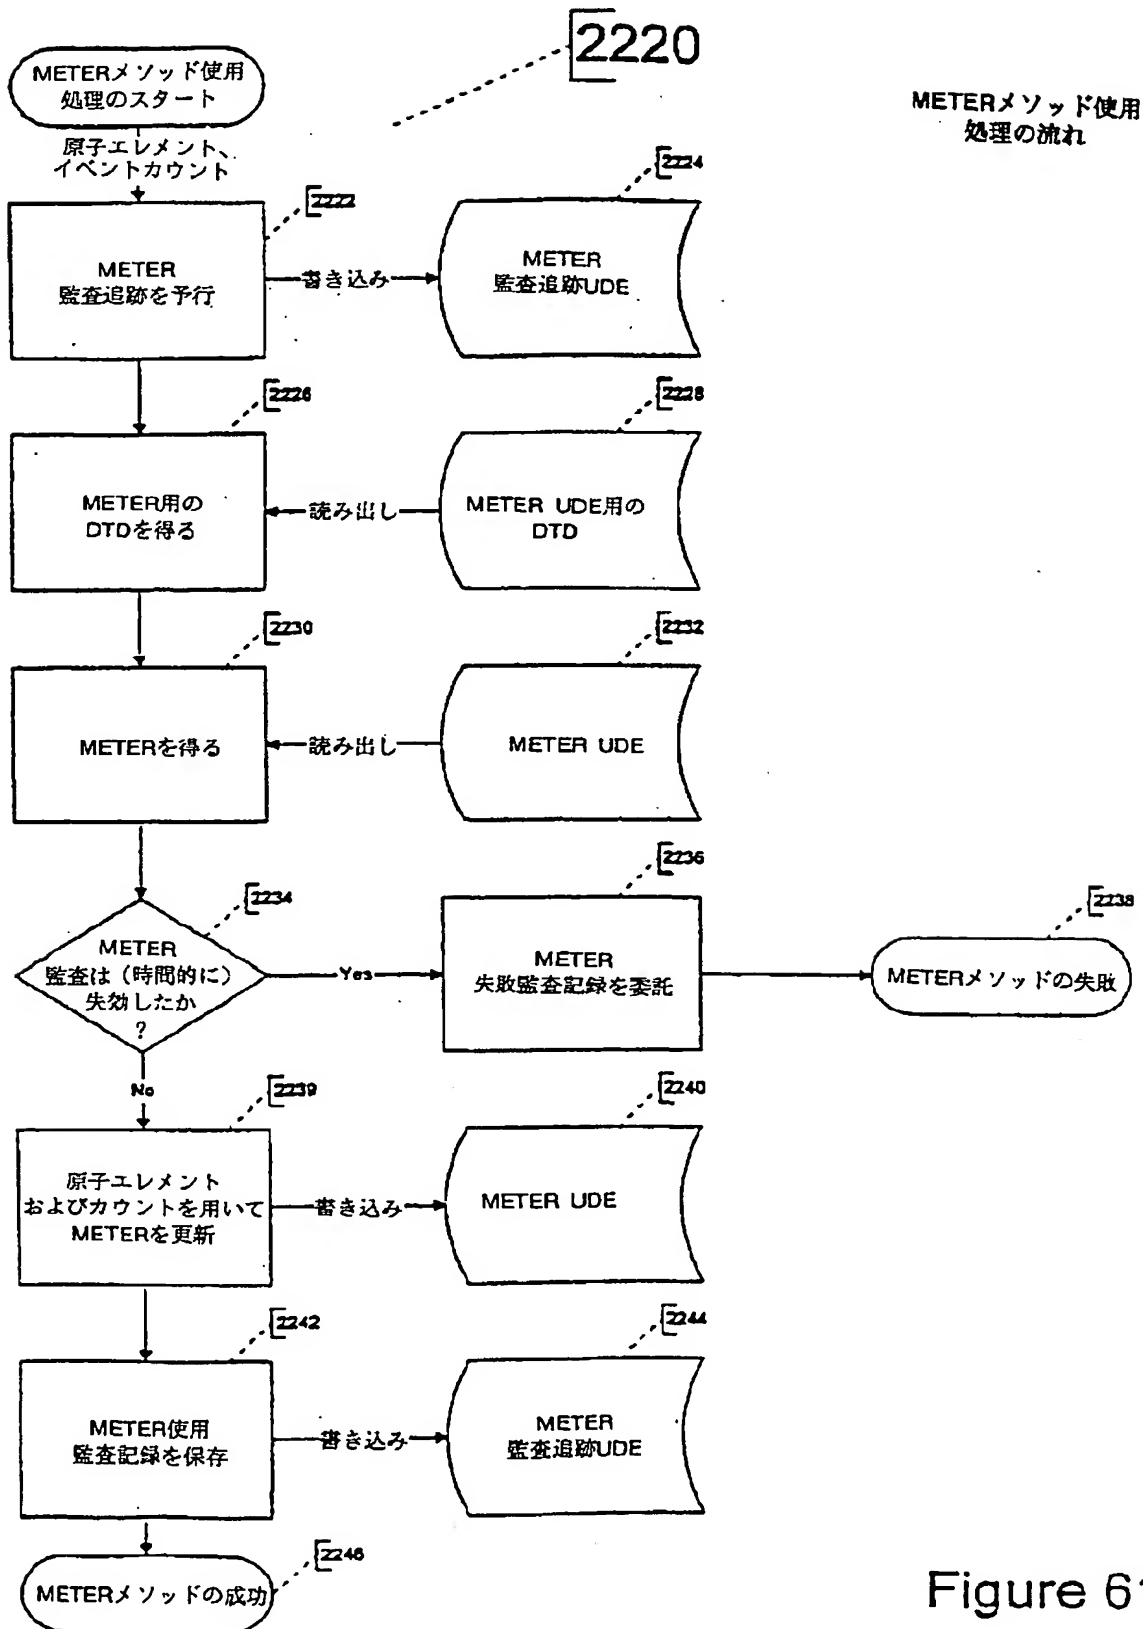 2220
METERメソッド使用
処理のスタート
METERメソッド使用
処理の流れ
原子エレメント、
イベントカウント
2222
2224
METER
監査追跡を予行
書き込み
METER
監査追跡UDE
2226
2228
METER用の
DTDを得る
読み出し
METER UDE用の
DTD
2230
2232
METERを得る
読み出し
METER UDE
2234
2236
2238
METER
監査は(時間的に)
失効したか
?
Yes
METER
失敗監査記録を委託
METERメソッドの失敗
No
2239
2240
原子エレメント
およびカウントを用いて
METERを更新
書き込み
METER UDE
2242
2244
METER使用
監査記録を保存
書き込み
METER
監査追跡UDE
2246
METERメソッドの成功
Figure 61